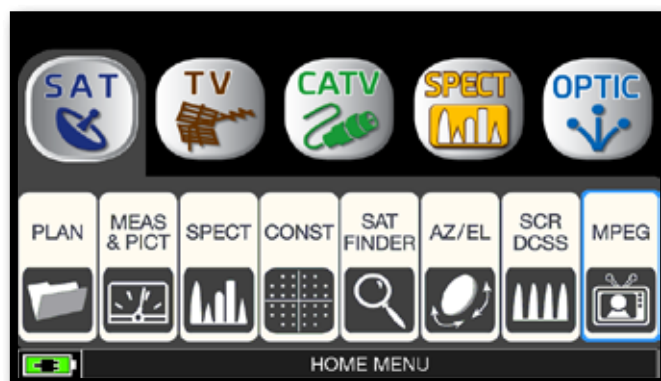 SAT TV CATV SPECT OPTIC
PLAN MEAS & PICT SPECT CONST SAT FINDER AZ/EL SCR DCSS MPEG
HOME MENU